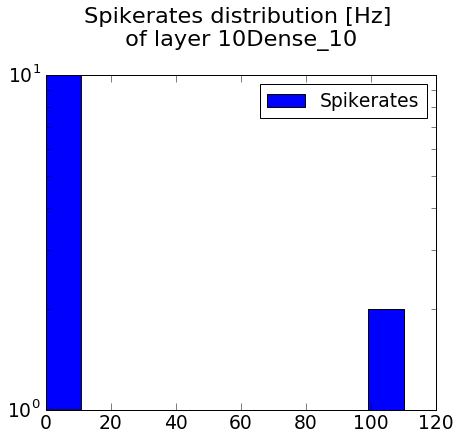 Spikerates distribution [Hz]
of layer 10Dense_10
10¹
Spikerates
10⁰
0 20 40 60 80 100 120